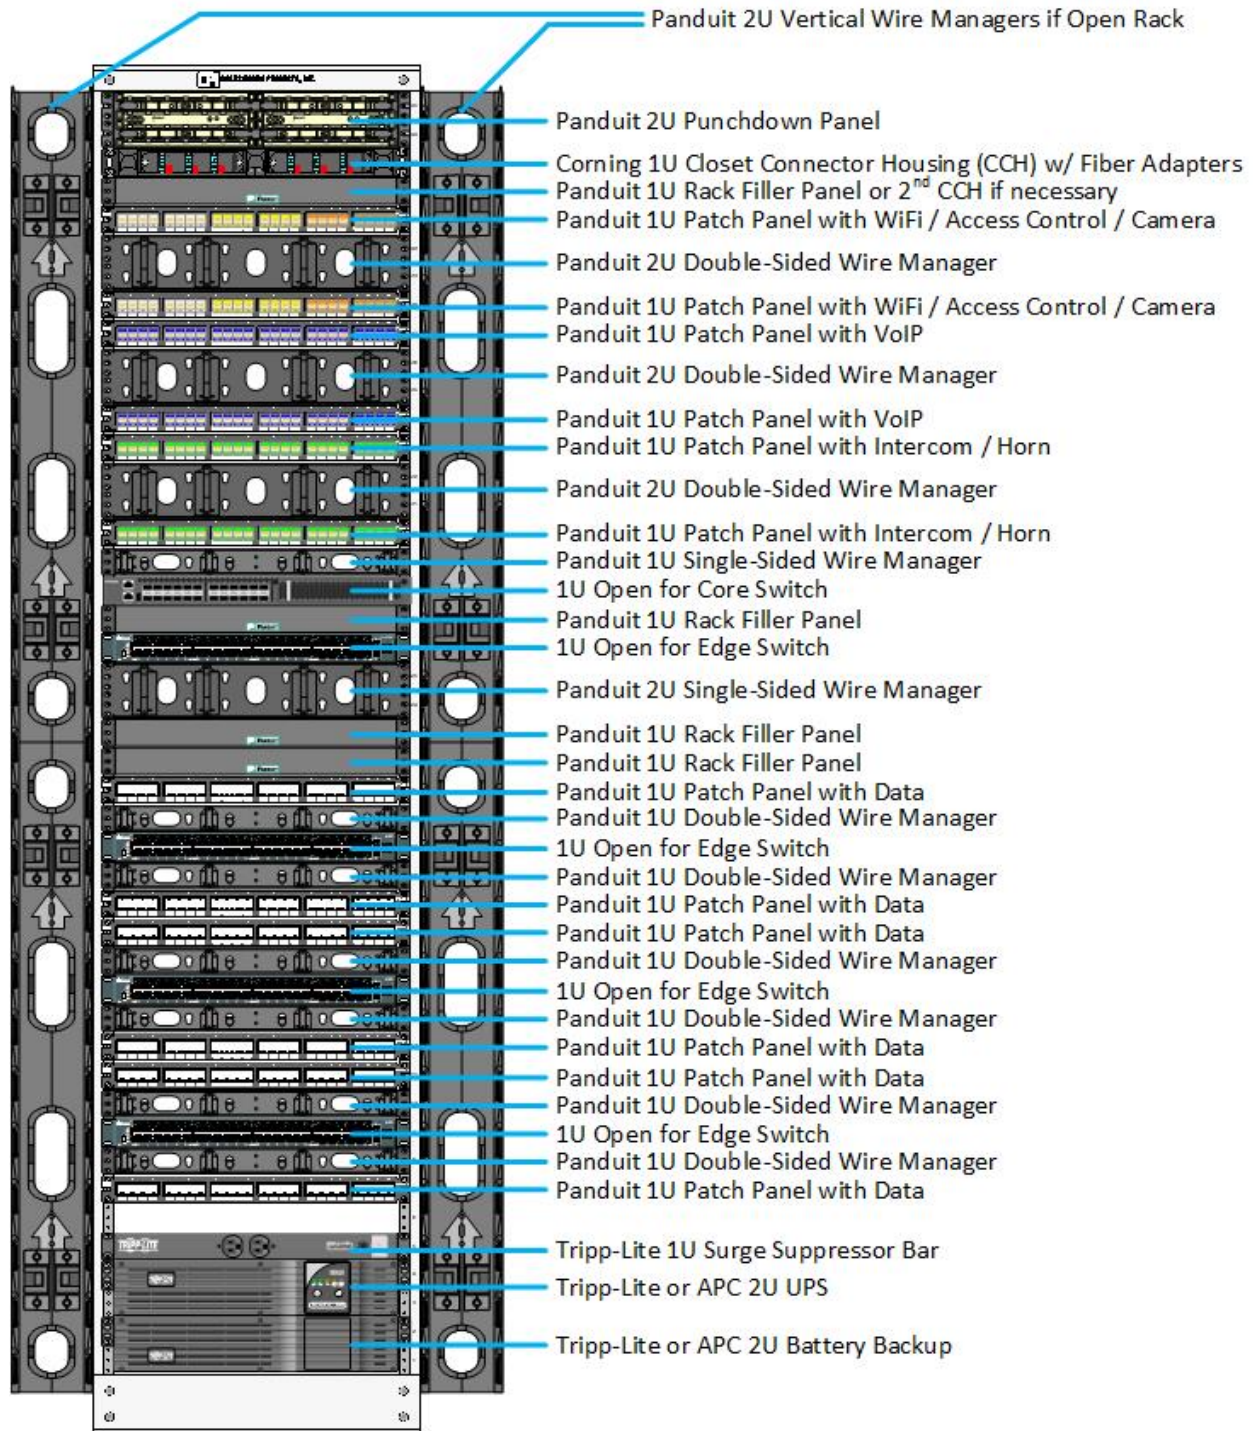 Panduit 2U Vertical Wire Managers if Open Rack
Panduit 2U Punchdown Panel
Corning 1U Closet Connector Housing (CCH) w/ Fiber Adapters
Panduit 1U Rack Filler Panel or 2nd CCH if necessary
Panduit 1U Patch Panel with WiFi / Access Control / Camera
Panduit 2U Double-Sided Wire Manager
Panduit 1U Patch Panel with WiFi / Access Control / Camera
Panduit 1U Patch Panel with VoIP
Panduit 2U Double-Sided Wire Manager
Panduit 1U Patch Panel with VoIP
Panduit 1U Patch Panel with Intercom / Horn
Panduit 2U Double-Sided Wire Manager
Panduit 1U Patch Panel with Intercom / Horn
Panduit 1U Single-Sided Wire Manager
1U Open for Core Switch
Panduit 1U Rack Filler Panel
1U Open for Edge Switch
Panduit 2U Single-Sided Wire Manager
Panduit 1U Rack Filler Panel
Panduit 1U Rack Filler Panel
Panduit 1U Patch Panel with Data
Panduit 1U Double-Sided Wire Manager
1U Open for Edge Switch
Panduit 1U Double-Sided Wire Manager
Panduit 1U Patch Panel with Data
Panduit 1U Patch Panel with Data
Panduit 1U Double-Sided Wire Manager
1U Open for Edge Switch
Panduit 1U Double-Sided Wire Manager
Panduit 1U Patch Panel with Data
Panduit 1U Patch Panel with Data
Panduit 1U Double-Sided Wire Manager
1U Open for Edge Switch
Panduit 1U Double-Sided Wire Manager
Panduit 1U Patch Panel with Data
TRIPP-LITE
Tripp-Lite 1U Surge Suppressor Bar
Tripp-Lite or APC 2U UPS
Tripp-Lite or APC 2U Battery Backup